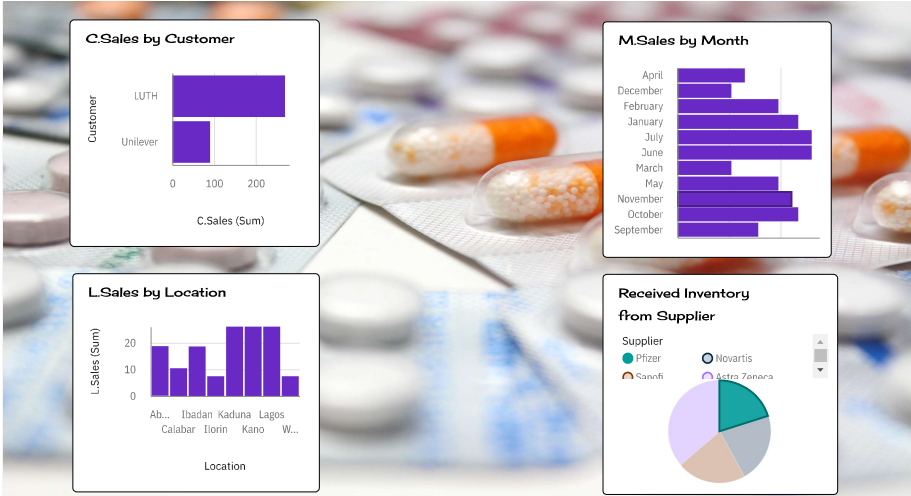 C.Sales by Customer
Customer
LUTH
Unilever
0 100 200
C.Sales (Sum)
M.Sales by Month
April
December
February
January
July
June
March
May
November
October
September
L.Sales by Location
L.Sales (Sum)
20
10
0
Ab... Ibadan Kaduna Lagos
Calabar Ilorin Kano W...
Location
Received Inventory
from Supplier
Supplier
Pfizer Novartis
Sanofi Astra Zeneca